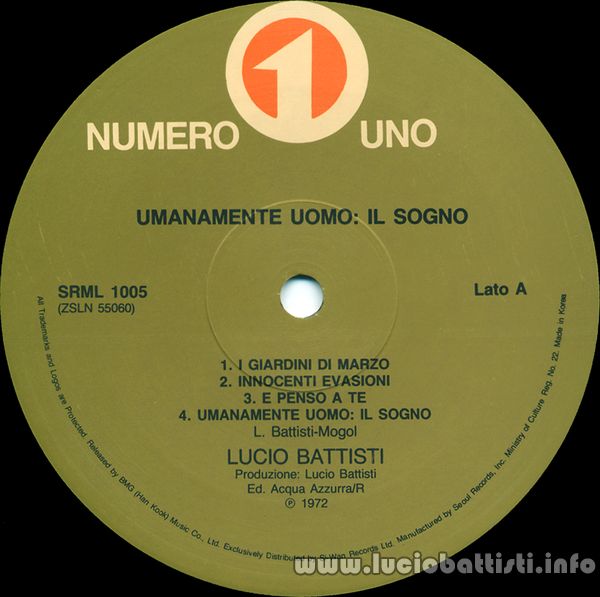 1
NUMERO UNO
UMANAMENTE UOMO: IL SOGNO
SRML 1005
(ZSLN 55060)
Lato A
1. I GIARDINI DI MARZO
2. INNOCENTI EVASIONI
3. E PENSO A TE
4. UMANAMENTE UOMO: IL SOGNO
L. Battisti-Mogol
LUCIO BATTISTI
Produzione: Lucio Battisti
Ed. Acqua Azzurra/R
℗ 1972
All Trademarks and Logos are Protected. Released by BMG (Han Kook) Music Co., Ltd. Exclusively Distributed by Si-Wan Records Ltd. Manufactured by Seoul Records, Inc. Ministry of Culture Reg. No. 22. Made in Korea
www.luciobattisti.info